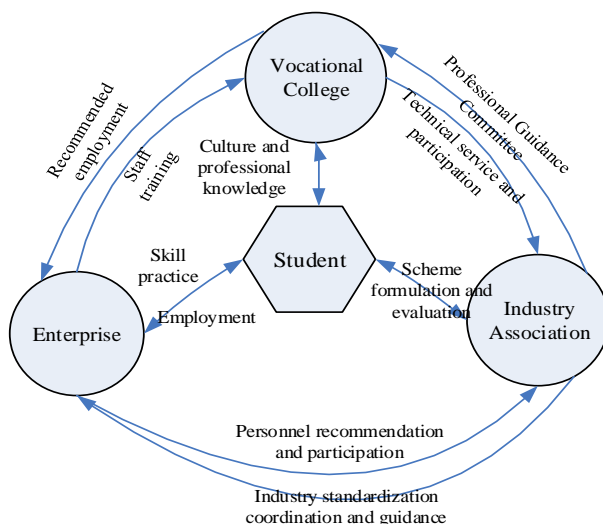 Vocational
College
Recommended
employment
Staff
training
Culture and
professional
knowledge
Professional Guidance
Committee
Technical service and
participation
Skill
practice
Student
Scheme
formulation and
evaluation
Enterprise
Employment
Industry
Association
Personnel recommendation
and participation
Industry standardization
coordination and guidance